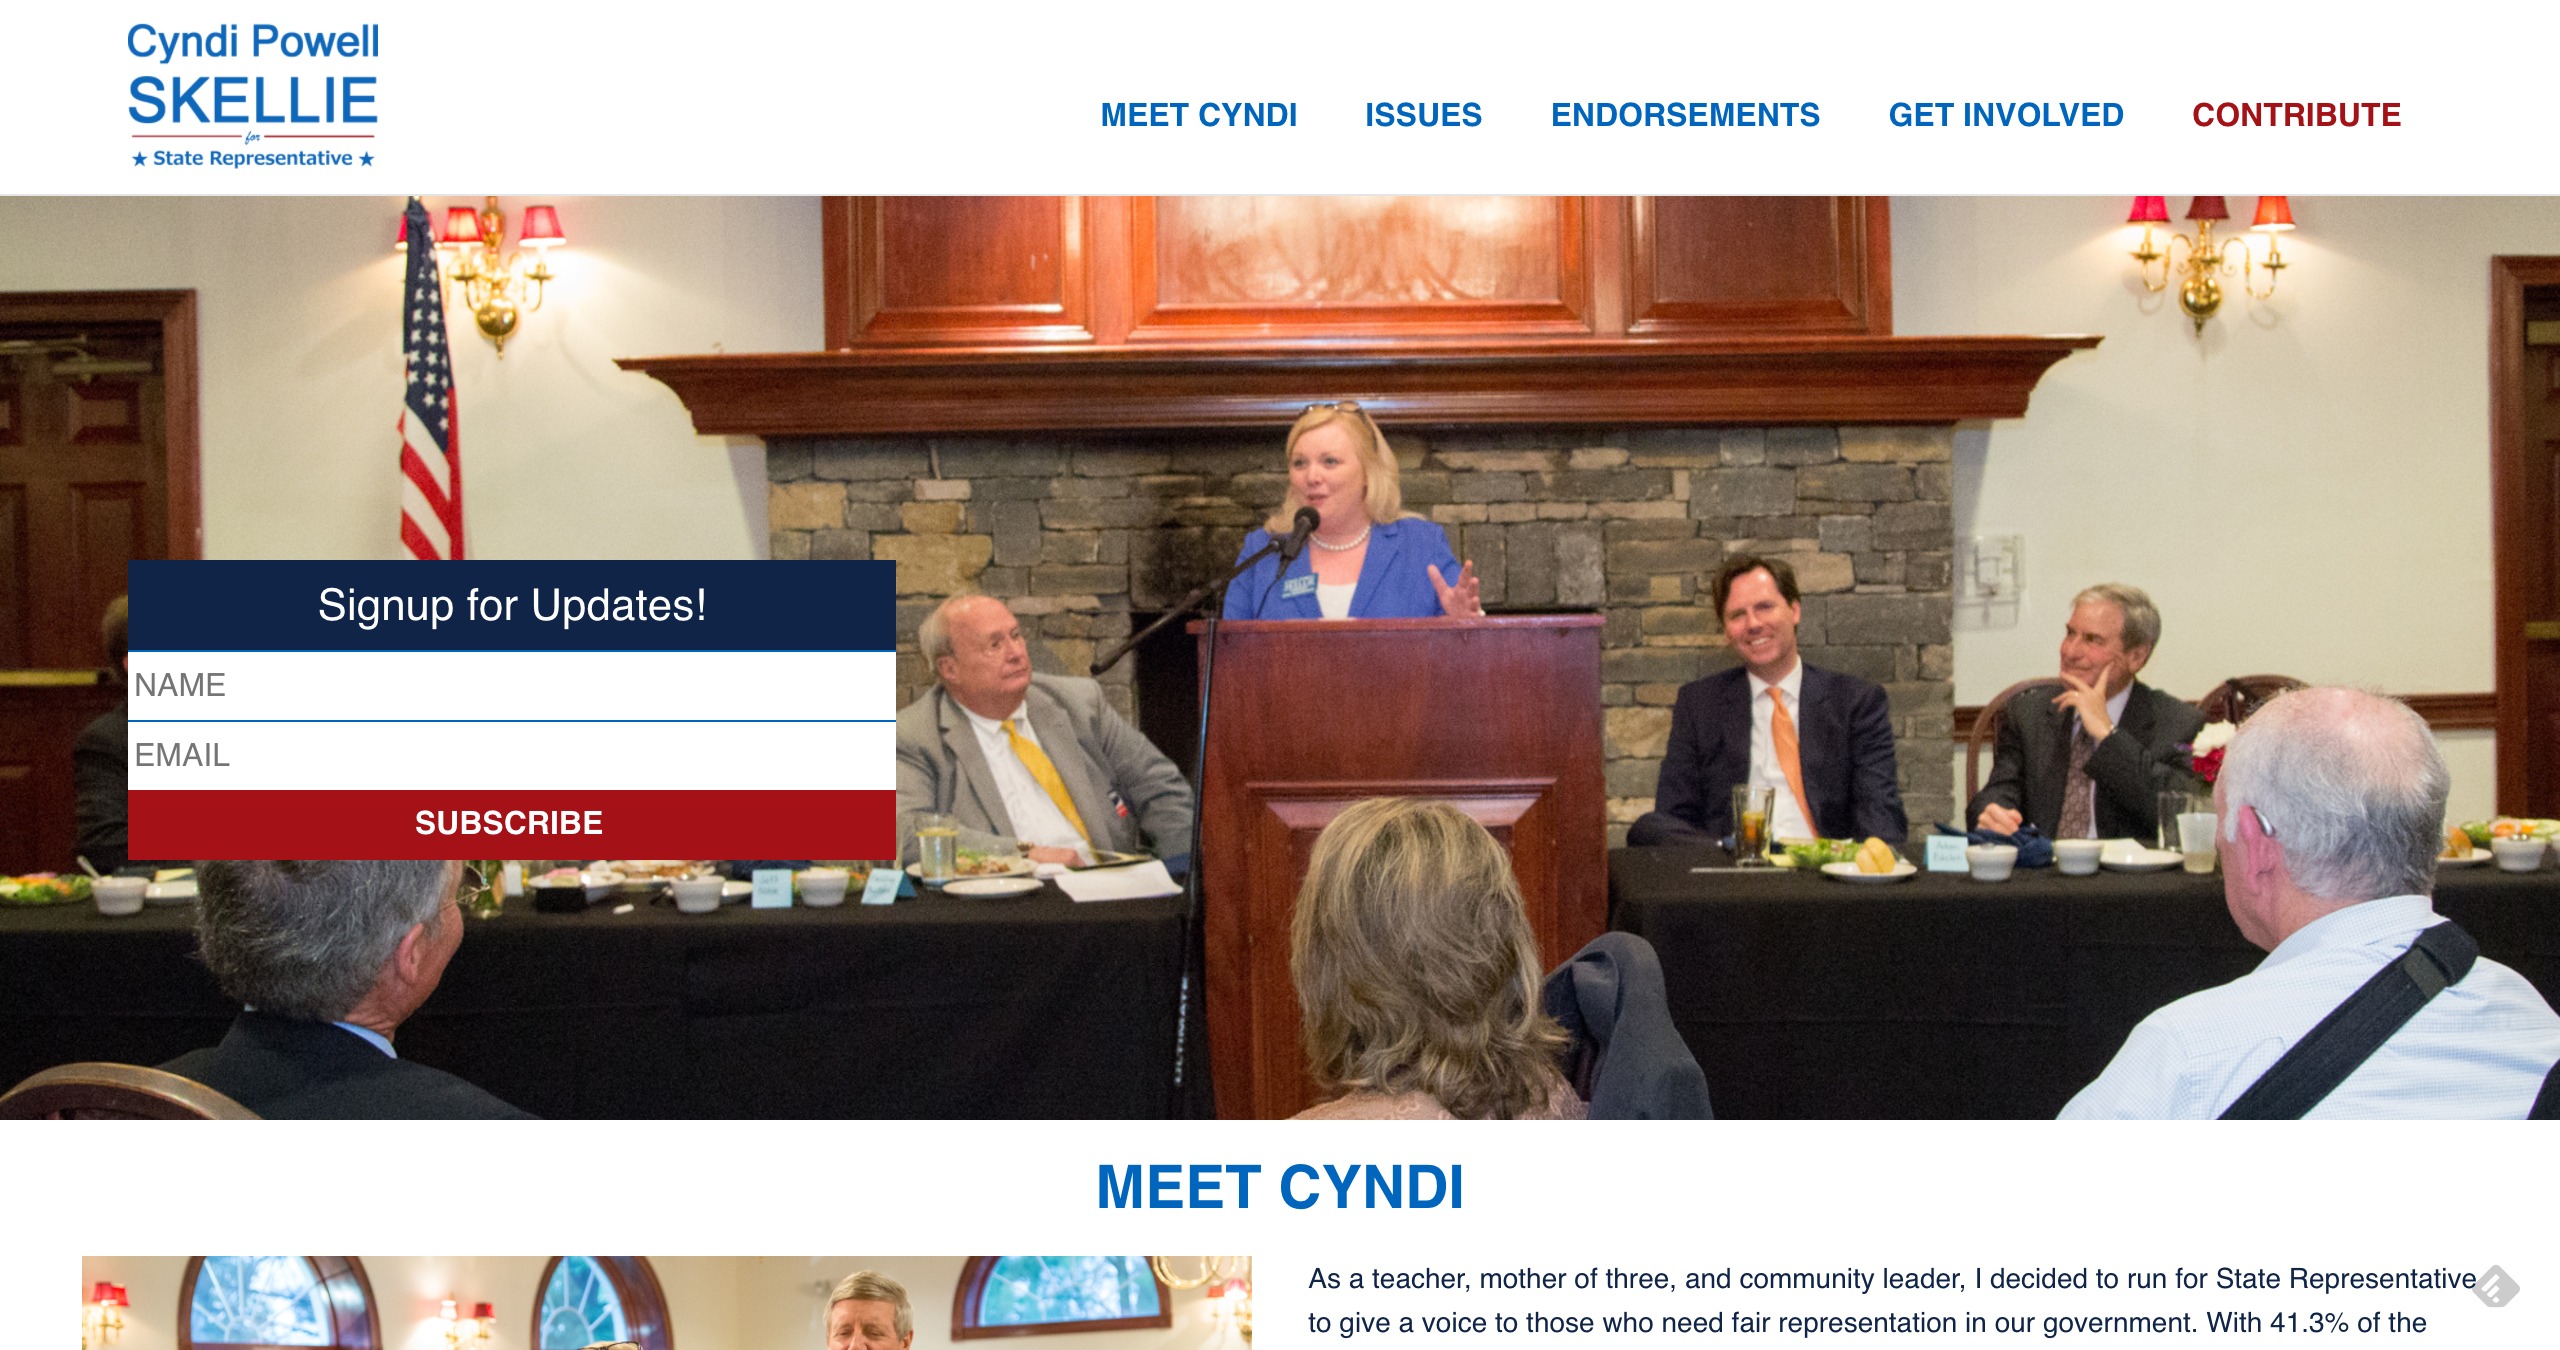 Cyndi Powell
SKELLIE
for
★ State Representative ★
MEET CYNDI
ISSUES
ENDORSEMENTS
GET INVOLVED
CONTRIBUTE
Signup for Updates!
NAME
EMAIL
SUBSCRIBE
ULTIMATE
MEET CYNDI
As a teacher, mother of three, and community leader, I decided to run for State Representative
to give a voice to those who need fair representation in our government. With 41.3% of the